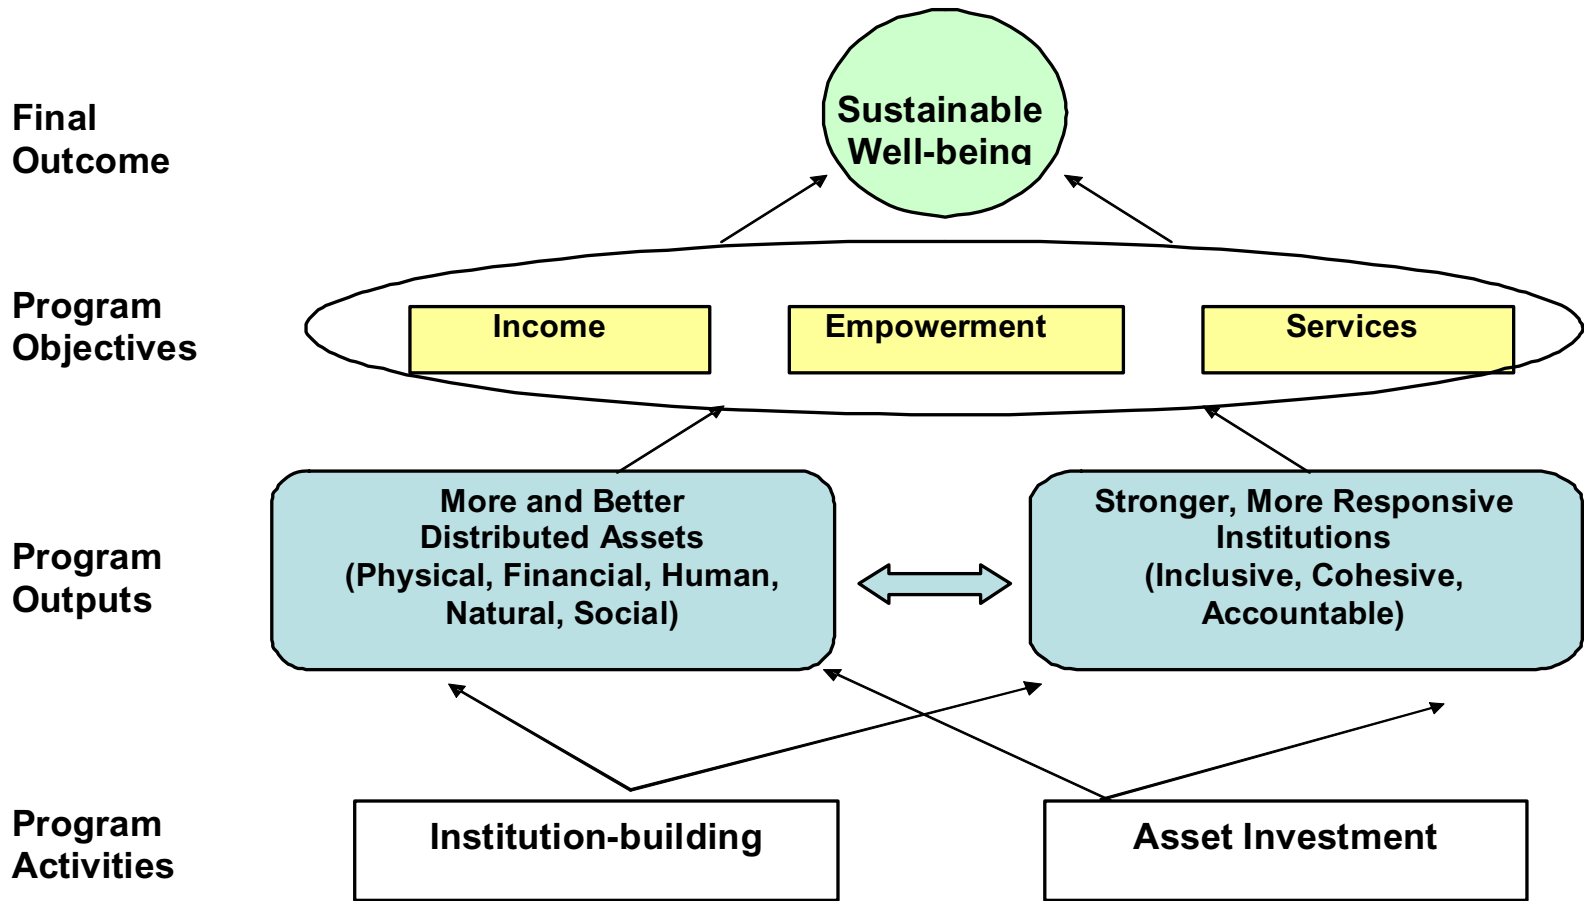 Final
Outcome
Sustainable
Well-being
Program
Objectives
Income
Empowerment
Services
Program
Outputs
More and Better
Distributed Assets
(Physical, Financial, Human,
Natural, Social)
Stronger, More Responsive
Institutions
(Inclusive, Cohesive,
Accountable)
Program
Activities
Institution-building
Asset Investment